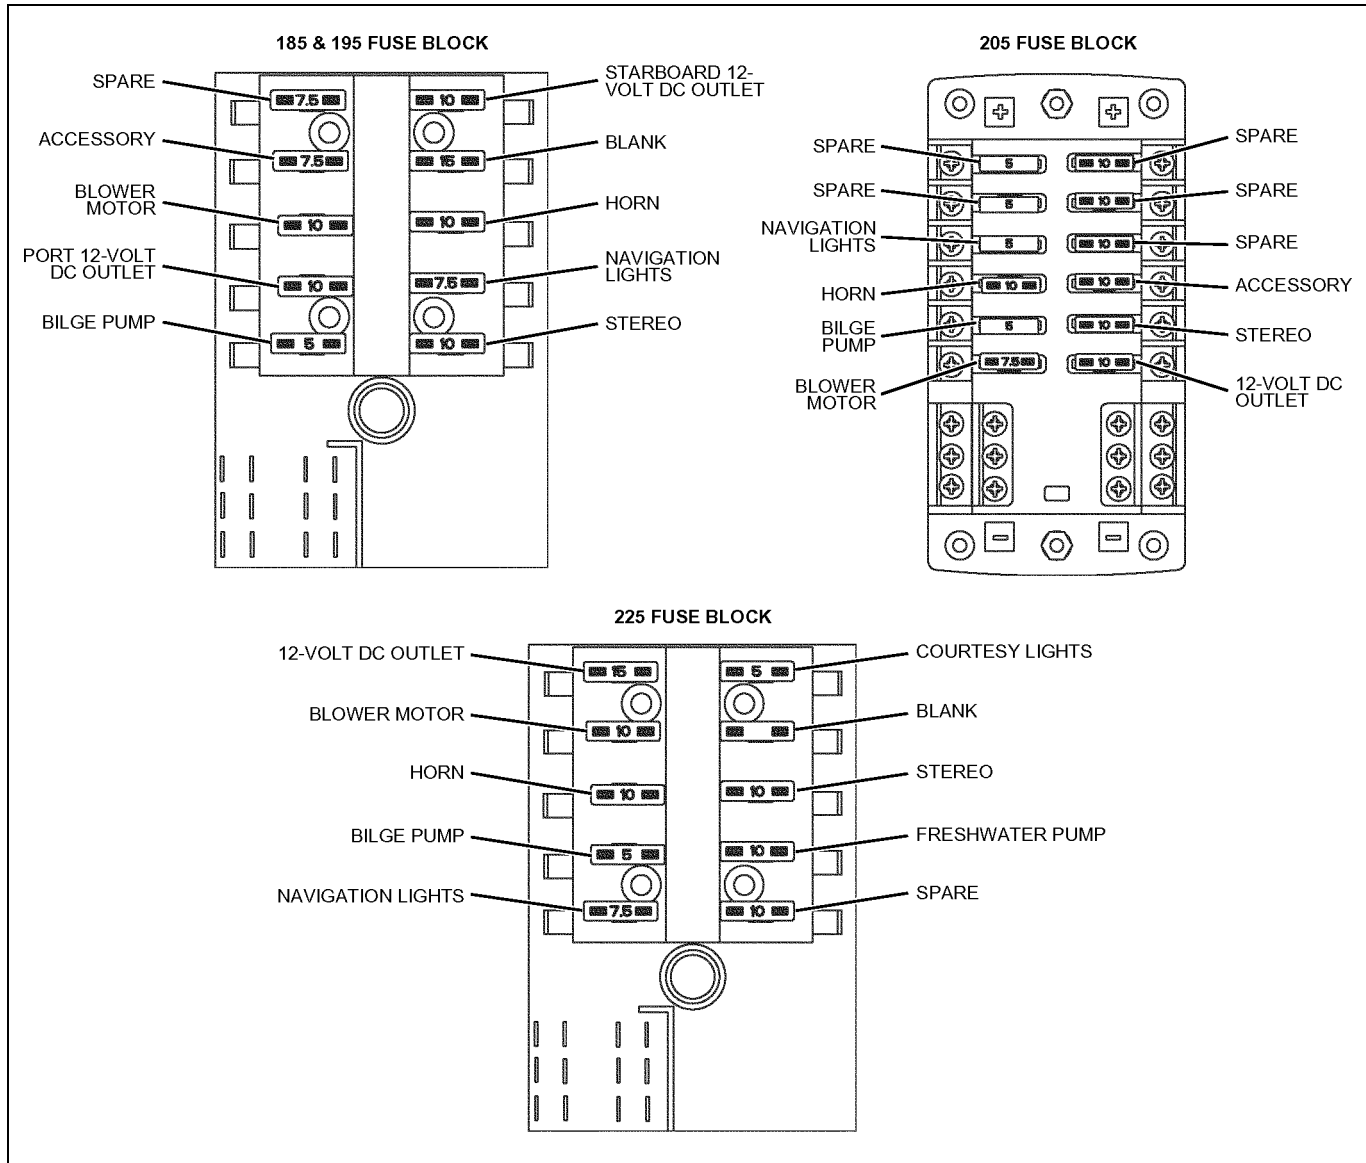 185 & 195 FUSE BLOCK
SPARE
7.5
ACCESSORY
7.5
BLOWER
MOTOR
10
PORT 12-VOLT
DC OUTLET
10
BILGE PUMP
5
10
STARBOARD 12-
VOLT DC OUTLET
15
BLANK
10
HORN
7.5
NAVIGATION
LIGHTS
10
STEREO
205 FUSE BLOCK
SPARE
5
SPARE
5
NAVIGATION
LIGHTS
5
HORN
10
BILGE
PUMP
5
BLOWER
MOTOR
7.5
10
SPARE
10
SPARE
10
SPARE
10
ACCESSORY
10
STEREO
10
12-VOLT DC
OUTLET
225 FUSE BLOCK
12-VOLT DC OUTLET
15
BLOWER MOTOR
10
HORN
10
BILGE PUMP
5
NAVIGATION LIGHTS
7.5
5
COURTESY LIGHTS
BLANK
10
STEREO
10
FRESHWATER PUMP
10
SPARE